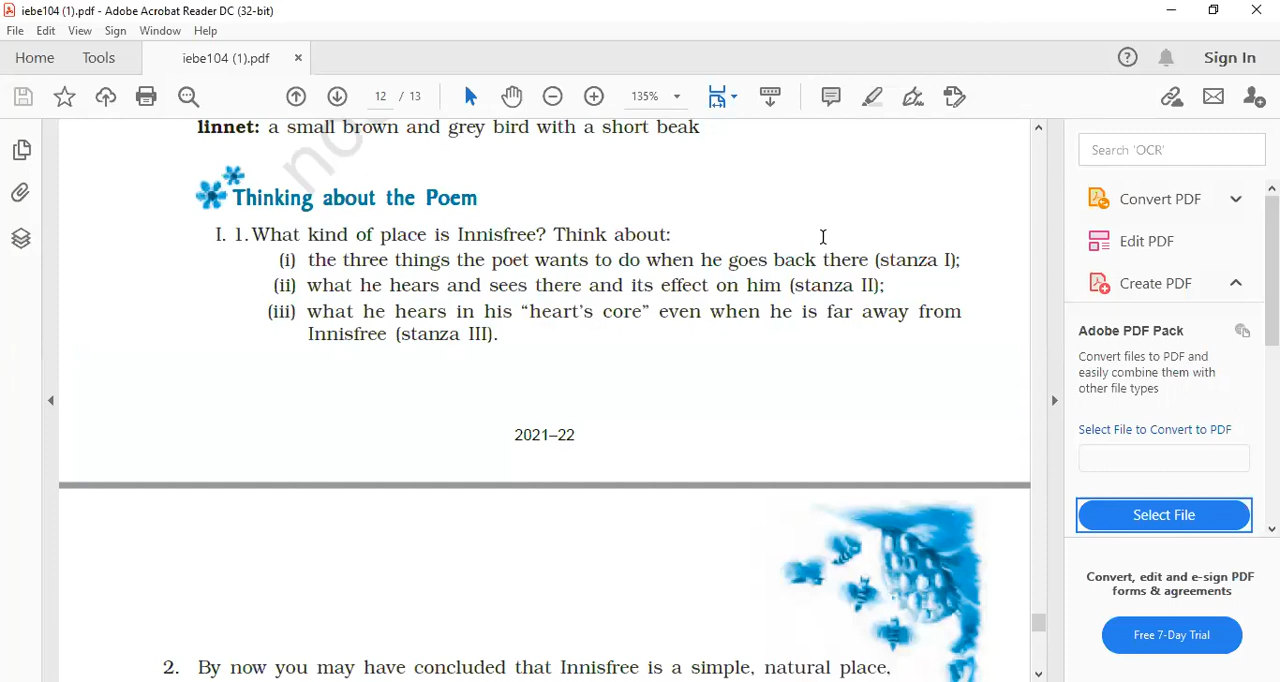 iebe104 (1).pdf - Adobe Acrobat Reader DC (32-bit)
File Edit View Sign Window Help
Home Tools iebe104 (1).pdf × Sign In
12 / 13 135%
linnet: a small brown and grey bird with a short beak
Thinking about the Poem
I. 1. What kind of place is Innisfree? Think about:
(i) the three things the poet wants to do when he goes back there (stanza I);
(ii) what he hears and sees there and its effect on him (stanza II);
(iii) what he hears in his “heart's core” even when he is far away from
Innisfree (stanza III).
2021–22
2. By now you may have concluded that Innisfree is a simple, natural place,
Search 'OCR'
Convert PDF
Edit PDF
Create PDF
Adobe PDF Pack
Convert files to PDF and
easily combine them with
other file types
Select File to Convert to PDF
Select File
Convert, edit and e-sign PDF
forms & agreements
Free 7-Day Trial